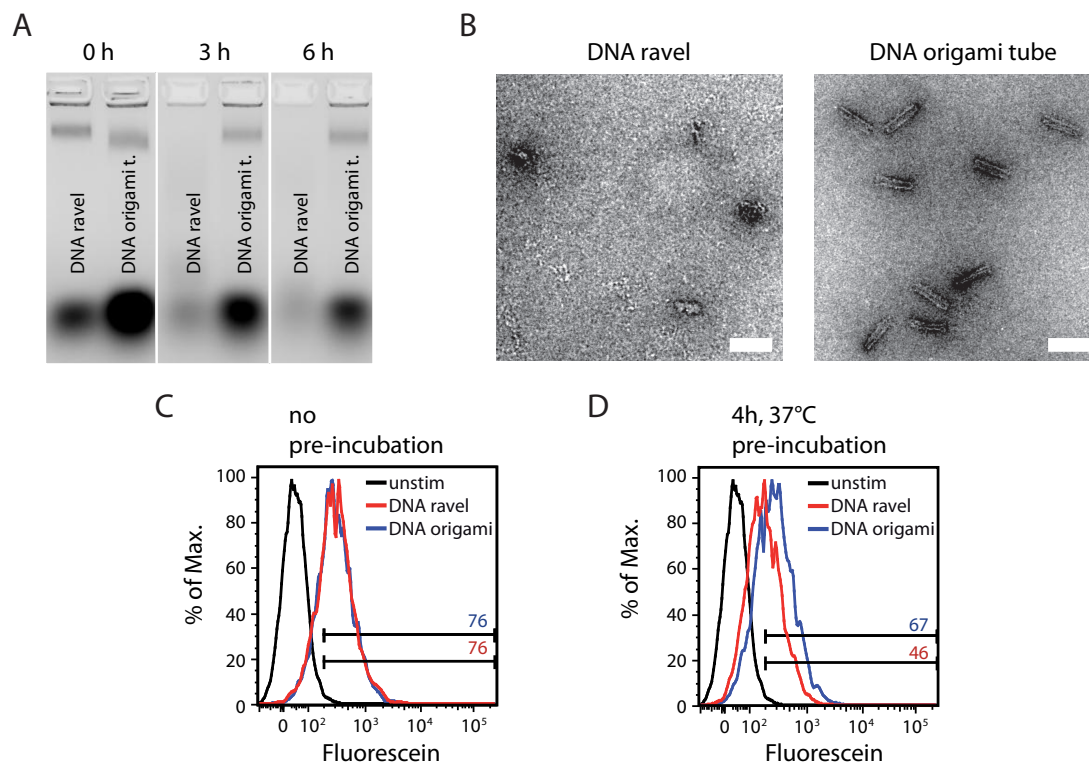 A
0 h
3 h
6 h
DNA ravel
DNA origami t.
DNA ravel
DNA origami t.
DNA ravel
DNA origami t.
B
DNA ravel
DNA origami tube
C
no
pre-incubation
% of Max.
100
80
60
40
20
0
unstim
DNA ravel
DNA origami
76
76
0 10² 10³ 10⁴ 10⁵
Fluorescein
D
4h, 37°C
pre-incubation
% of Max.
100
80
60
40
20
0
unstim
DNA ravel
DNA origami
67
46
0 10² 10³ 10⁴ 10⁵
Fluorescein